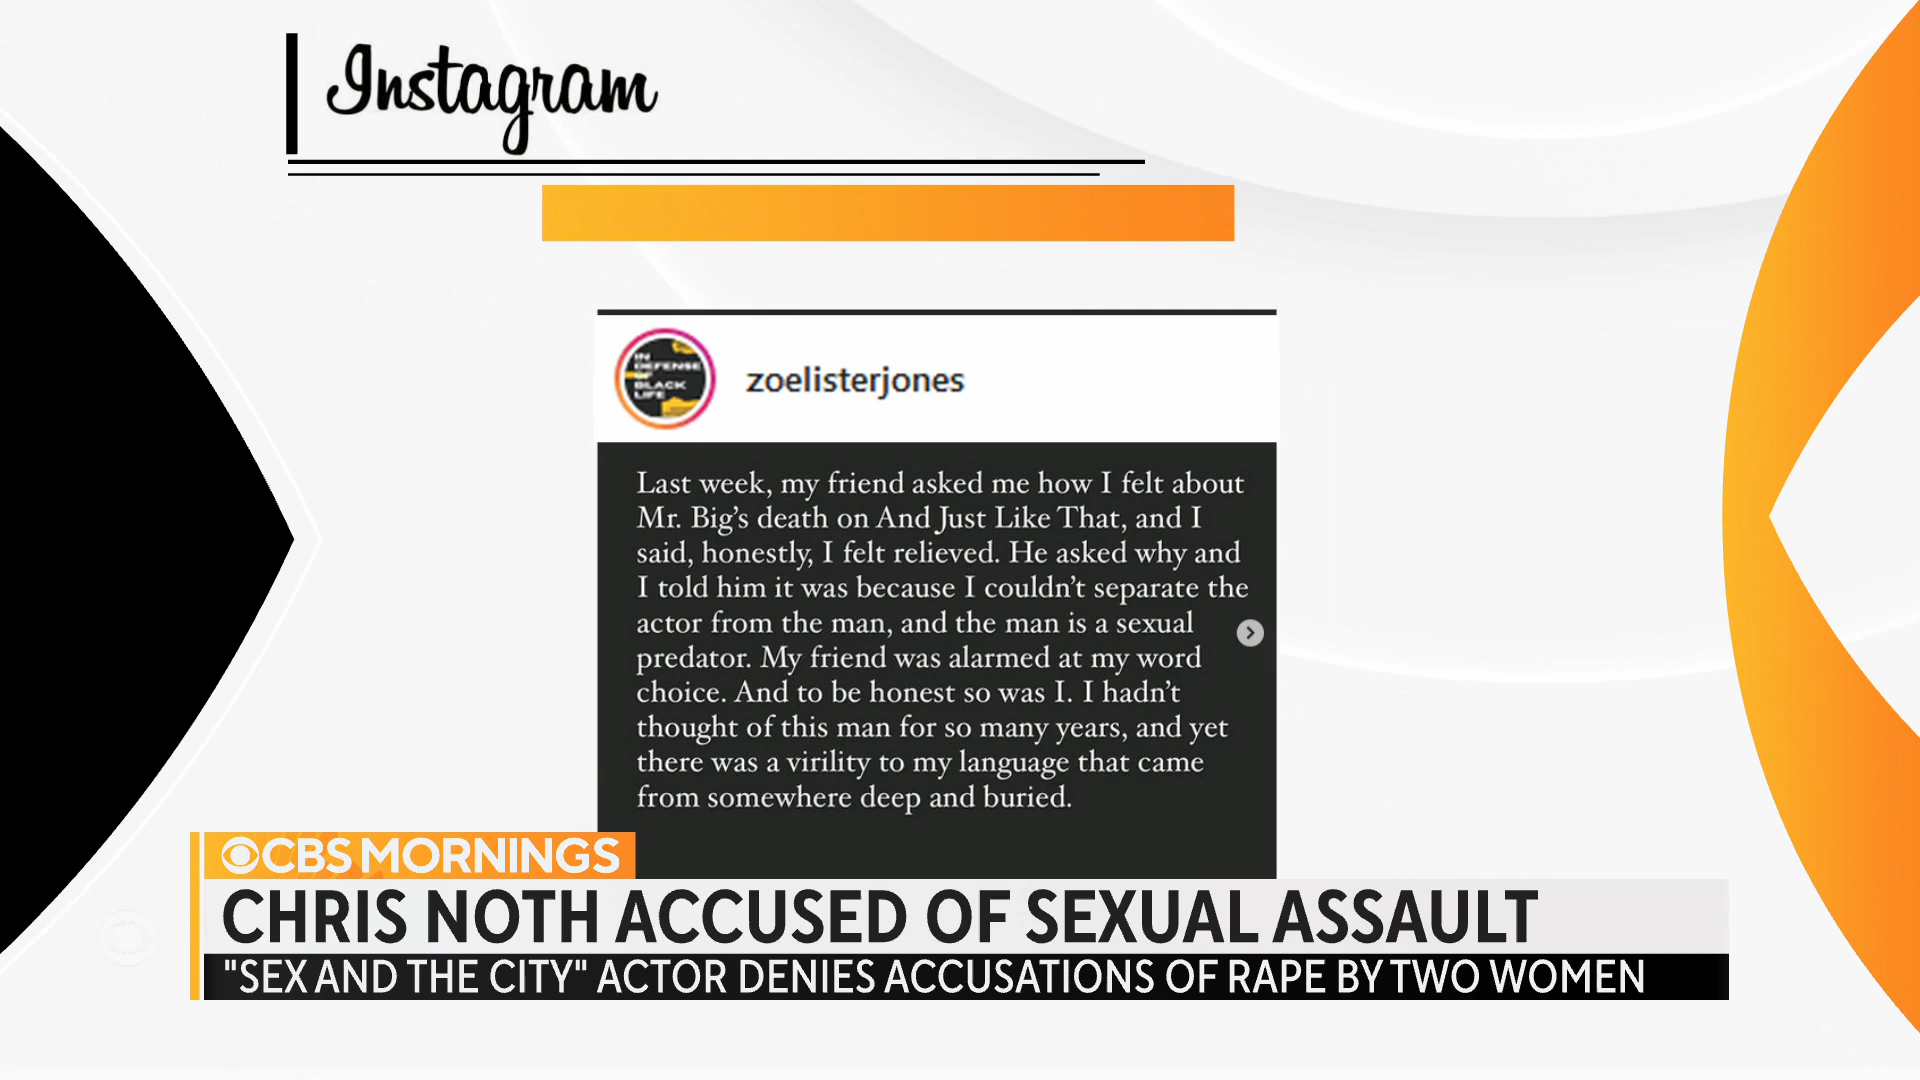 Instagram
IN
DEFENSE
OF
BLACK
LIFE
zoelisterjones
Last week, my friend asked me how I felt about
Mr. Big's death on And Just Like That, and I
said, honestly, I felt relieved. He asked why and
I told him it was because I couldn't separate the
actor from the man, and the man is a sexual
predator. My friend was alarmed at my word
choice. And to be honest so was I. I hadn't
thought of this man for so many years, and yet
there was a virility to my language that came
from somewhere deep and buried.
CBS MORNINGS
CHRIS NOTH ACCUSED OF SEXUAL ASSAULT
"SEX AND THE CITY" ACTOR DENIES ACCUSATIONS OF RAPE BY TWO WOMEN